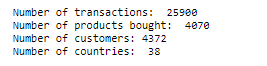 Number of transactions:  25900
Number of products bought:  4070
Number of customers: 4372
Number of countries:  38